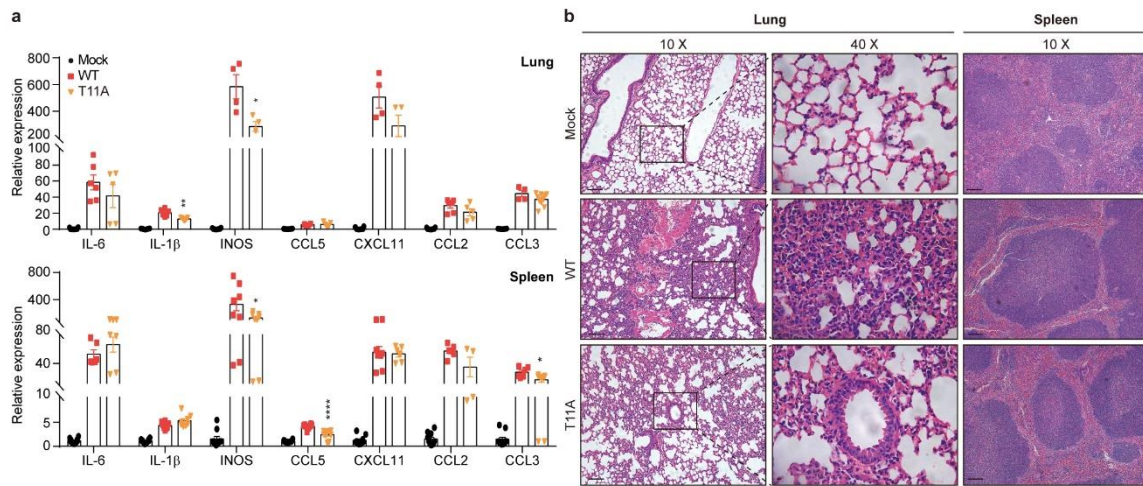 a
Mock
WT
T11A
Lung
Relative expression
800
600
400
200
100
80
60
40
20
0
*
**
IL-6 IL-1β INOS CCL5 CXCL11 CCL2 CCL3
Spleen
Relative expression
800
400
80
40
10
5
0
*
****
*
IL-6 IL-1β INOS CCL5 CXCL11 CCL2 CCL3
b
Lung Spleen
10 X 40 X 10 X
Mock
WT
T11A